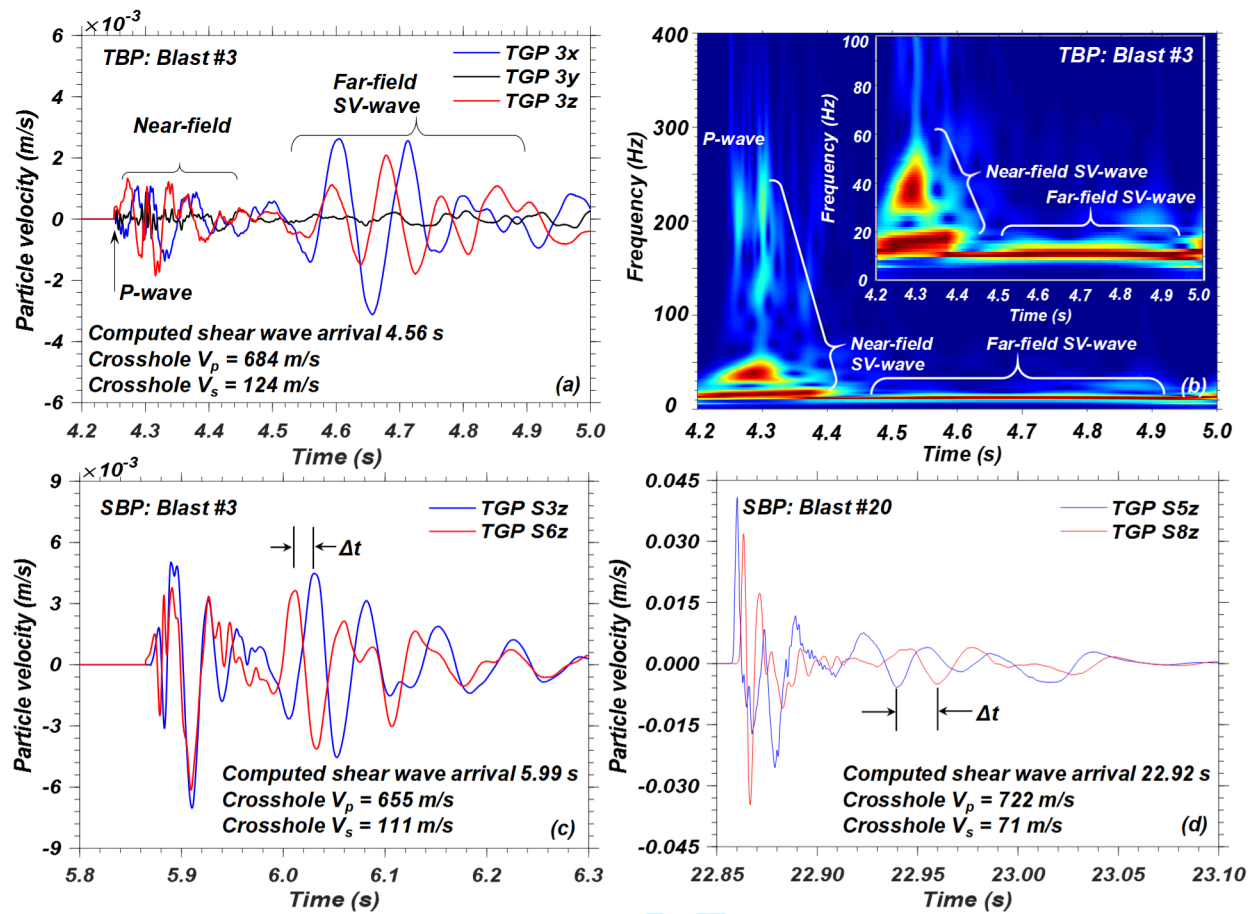 ×10⁻³
6
4
2
0
-2
-4
-6
Particle velocity (m/s)
TBP: Blast #3
TGP 3x
TGP 3y
TGP 3z
Far-field
SV-wave
Near-field
P-wave
Computed shear wave arrival 4.56 s
Crosshole Vp = 684 m/s
Crosshole Vs = 124 m/s
(a)
4.2 4.3 4.4 4.5 4.6 4.7 4.8 4.9 5.0
Time (s)
400
300
200
100
0
Frequency (Hz)
P-wave
100
80
60
40
20
0
Frequency (Hz)
TBP: Blast #3
Near-field SV-wave
Far-field SV-wave
4.2 4.3 4.4 4.5 4.6 4.7 4.8 4.9 5.0
Time (s)
Near-field
SV-wave
Far-field SV-wave
(b)
4.2 4.3 4.4 4.5 4.6 4.7 4.8 4.9 5.0
Time (s)
×10⁻³
9
6
3
0
-3
-6
-9
Particle velocity (m/s)
SBP: Blast #3
TGP S3z
TGP S6z
Δt
Computed shear wave arrival 5.99 s
Crosshole Vp = 655 m/s
Crosshole Vs = 111 m/s
(c)
5.8 5.9 6.0 6.1 6.2 6.3
Time (s)
0.045
0.030
0.015
0.000
-0.015
-0.030
-0.045
Particle velocity (m/s)
SBP: Blast #20
TGP S5z
TGP S8z
Δt
Computed shear wave arrival 22.92 s
Crosshole Vp = 722 m/s
Crosshole Vs = 71 m/s
(d)
22.85 22.90 22.95 23.00 23.05 23.10
Time (s)